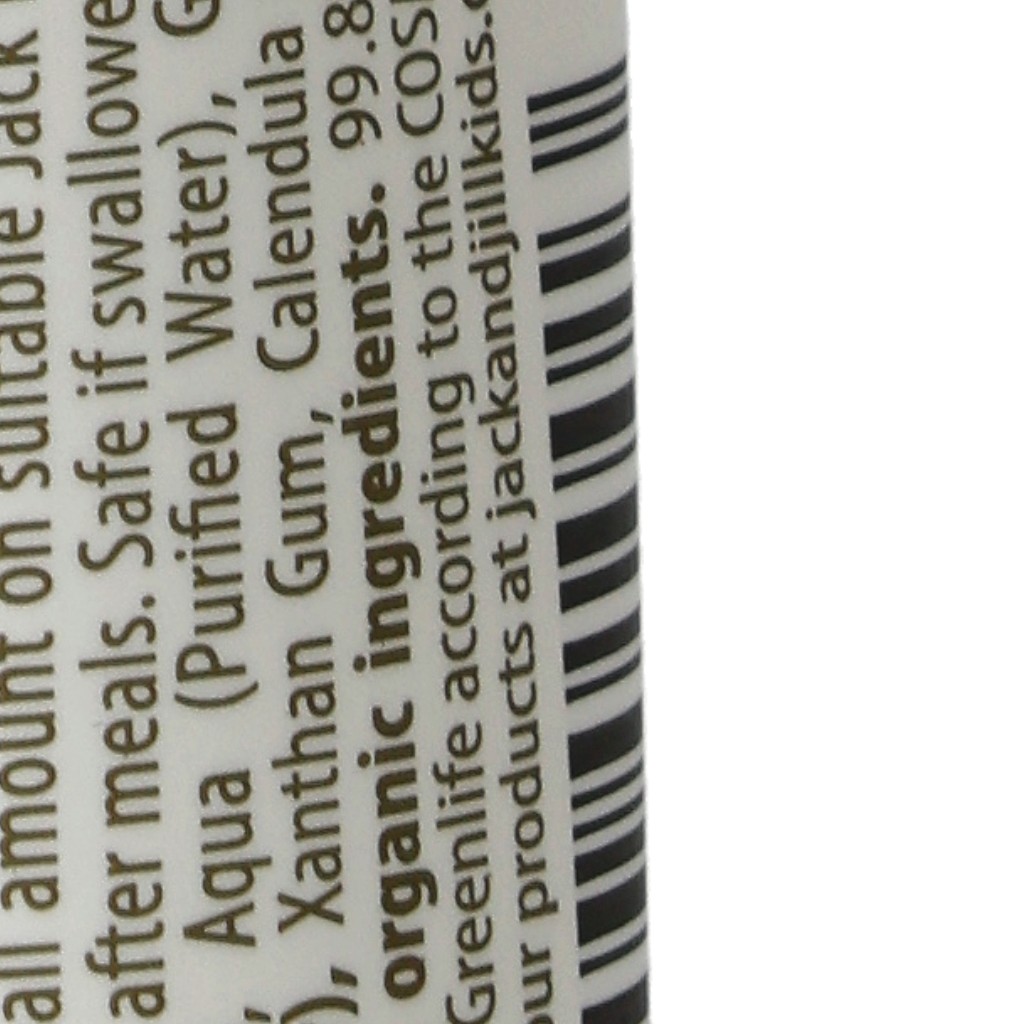 all amount on suitable Jack
after meals. Safe if swallowe
Aqua (Purified Water), G
), Xanthan Gum, Calendula
organic ingredients. 99.8
Greenlife according to the COS
our products at jackandjillkids.